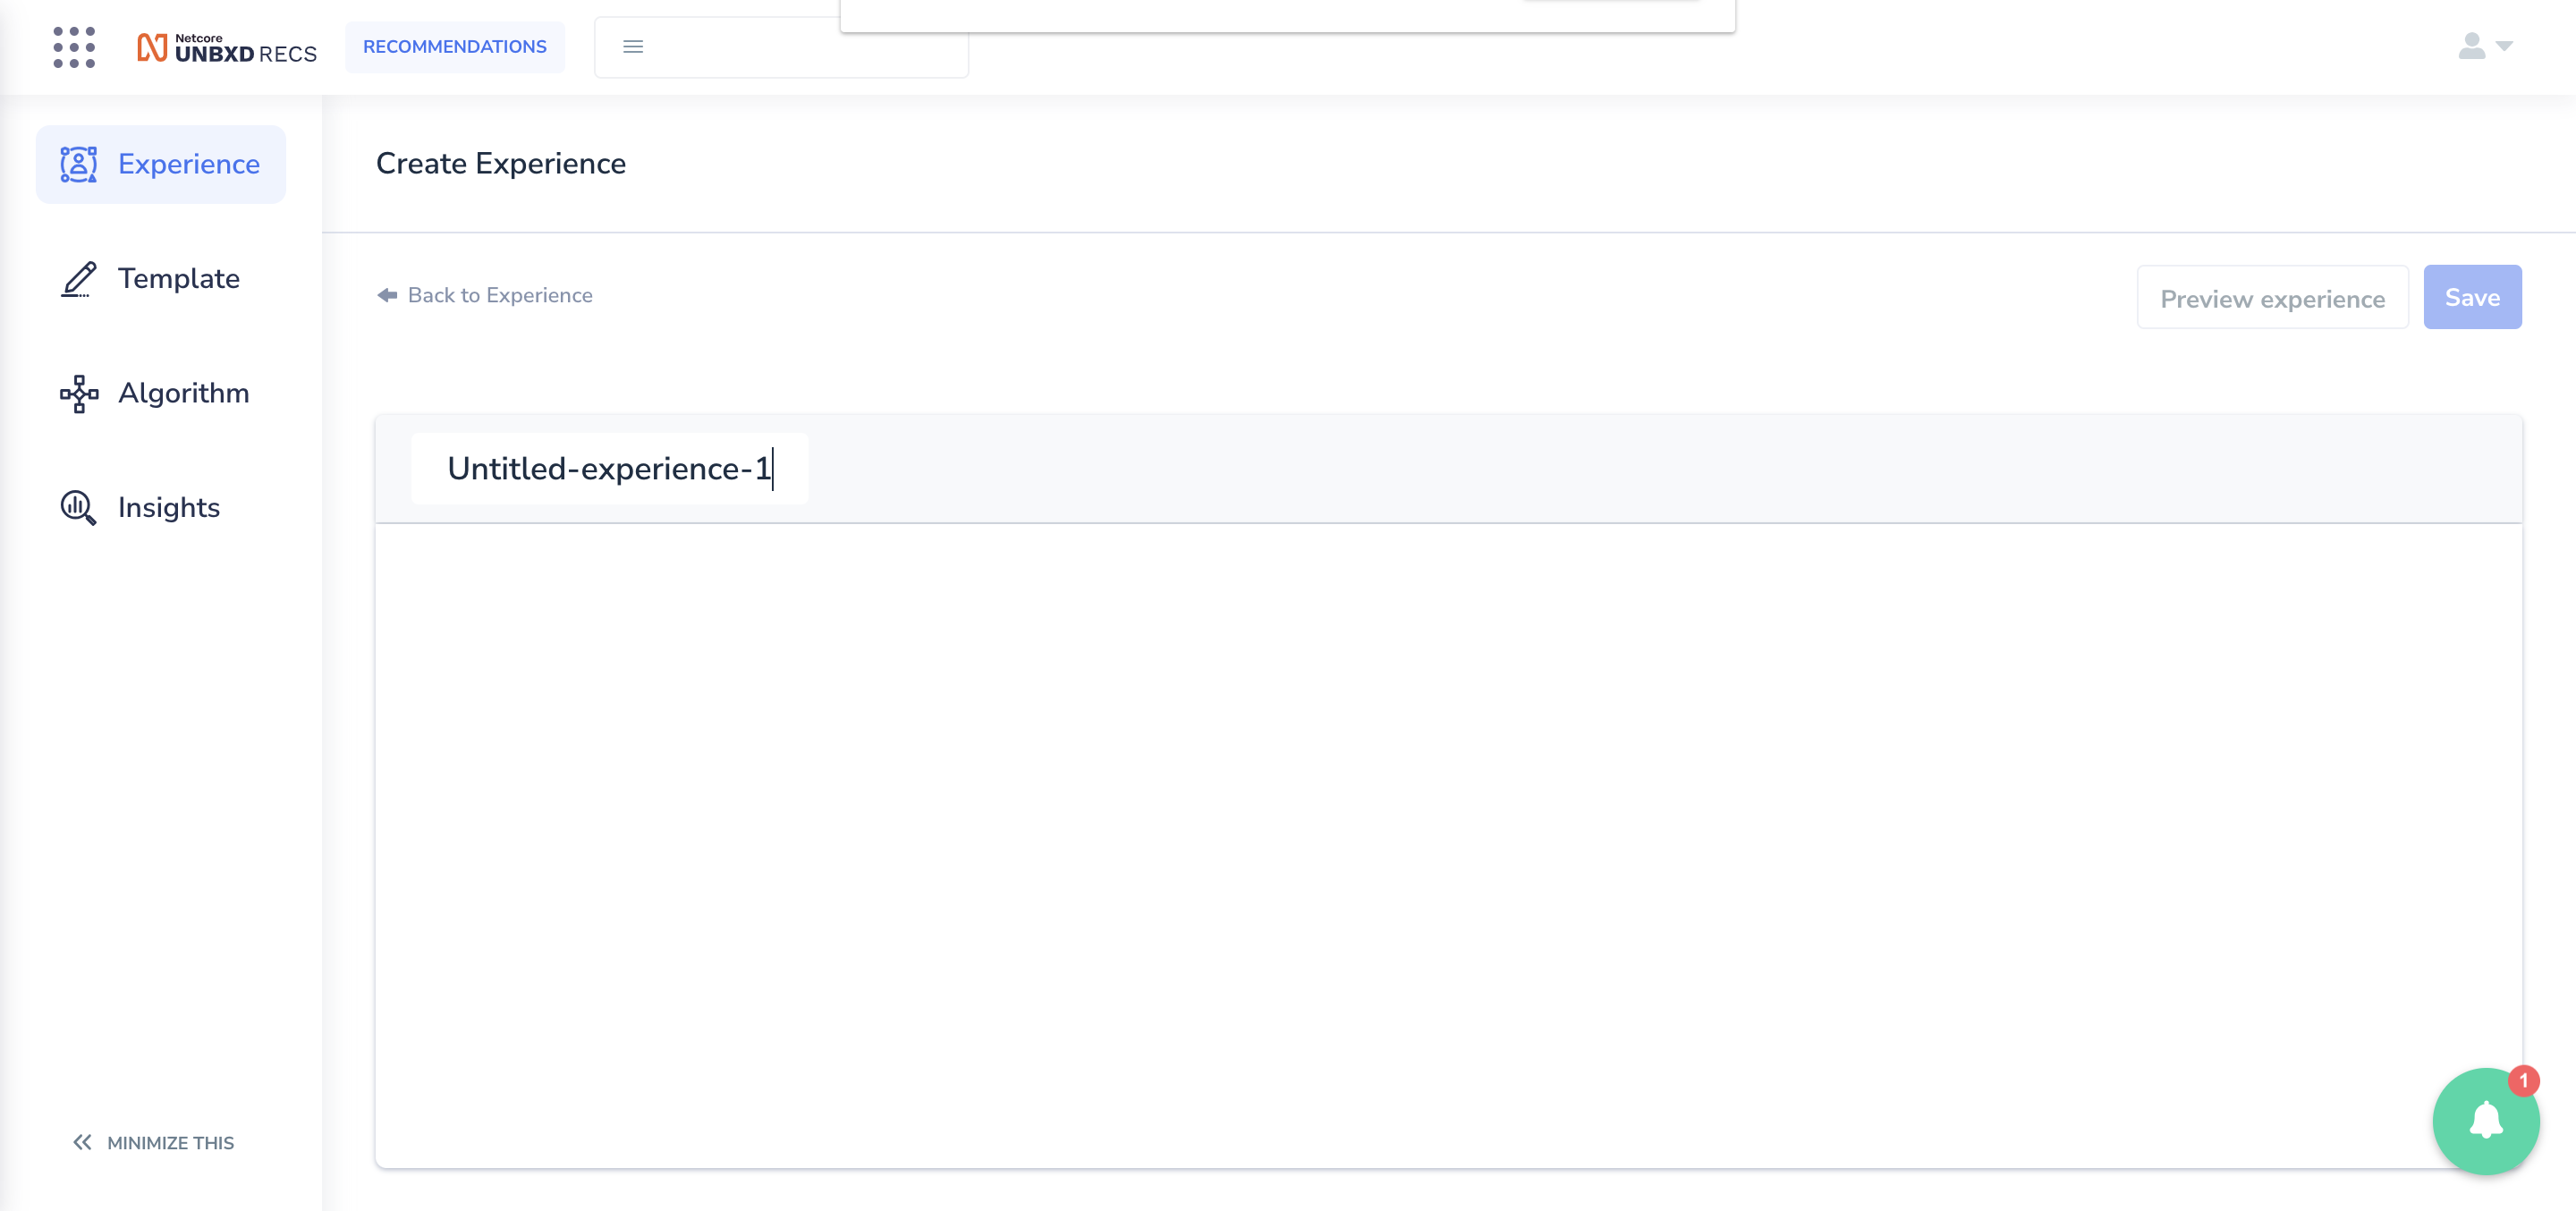 Netcore
UNBXD RECS
RECOMMENDATIONS
Experience
Template
Algorithm
Insights
MINIMIZE THIS
Create Experience
Back to Experience
Preview experience
Save
Untitled-experience-1
1